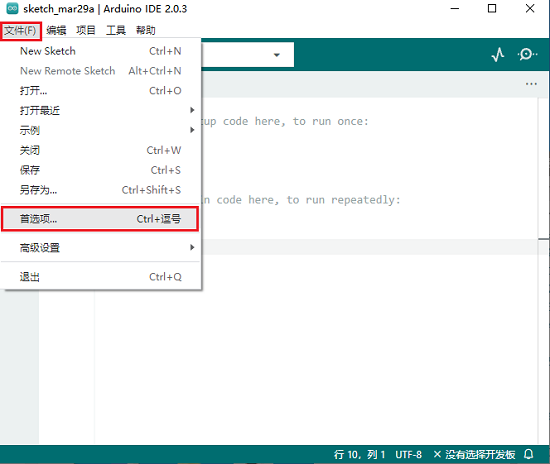 sketch_mar29a | Arduino IDE 2.0.3
文件(F) 编辑 项目 工具 帮助
New Sketch Ctrl+N
New Remote Sketch Alt+Ctrl+N
打开... Ctrl+O
打开最近
示例
关闭 Ctrl+W
保存 Ctrl+S
另存为... Ctrl+Shift+S
首选项... Ctrl+逗号
高级设置
退出 Ctrl+Q
up code here, to run once:
n code here, to run repeatedly:
行 10，列 1 UTF-8 没有选择开发板